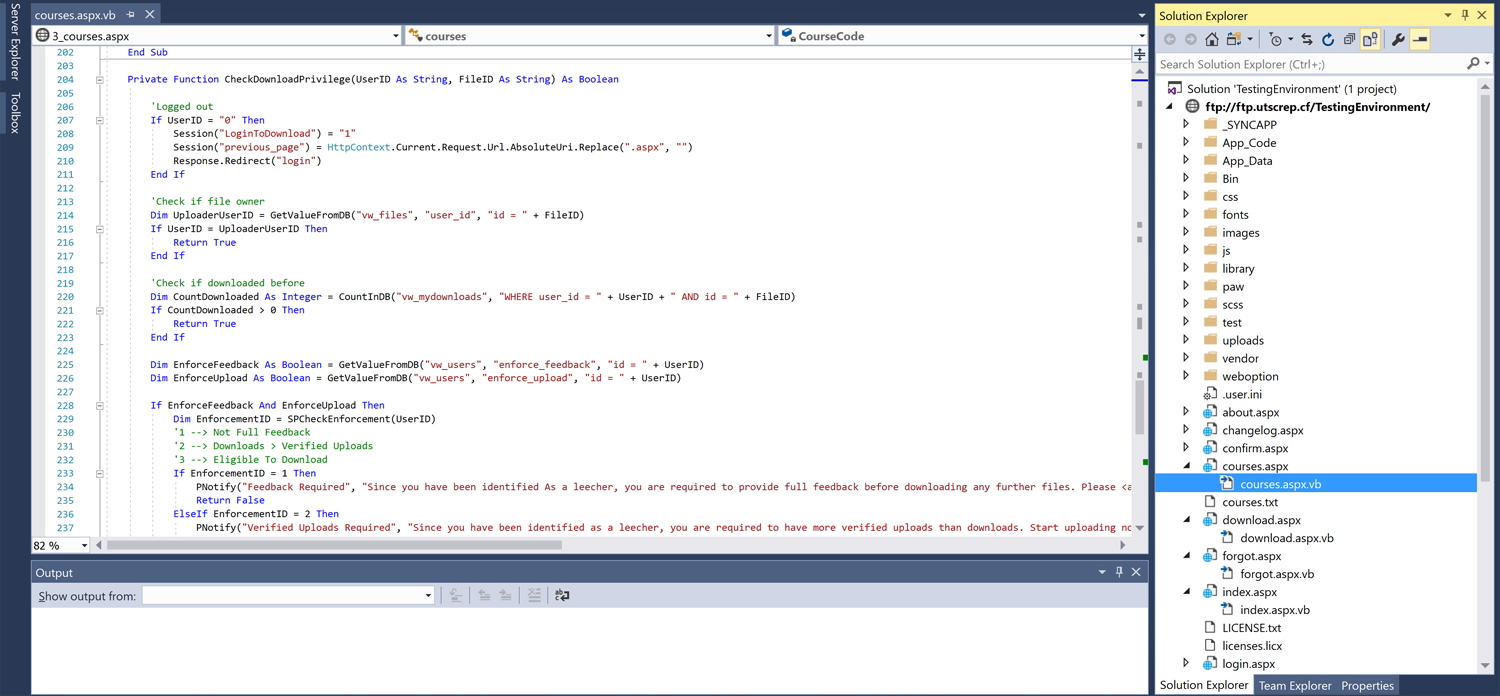 Server Explorer
Toolbox
courses.aspx.vb
3_courses.aspx
courses
CourseCode
202 End Sub
203
204 Private Function CheckDownloadPrivilege(UserID As String, FileID As String) As Boolean
205
206 'Logged out
207 If UserID = "0" Then
208 Session("LoginToDownload") = "1"
209 Session("previous_page") = HttpContext.Current.Request.Url.AbsoluteUri.Replace(".aspx", "")
210 Response.Redirect("login")
211 End If
212
213 'Check if file owner
214 Dim UploaderUserID = GetValueFromDB("vw_files", "user_id", "id = " + FileID)
215 If UserID = UploaderUserID Then
216 Return True
217 End If
218
219 'Check if downloaded before
220 Dim CountDownloaded As Integer = CountInDB("vw_mydownloads", "WHERE user_id = " + UserID + " AND id = " + FileID)
221 If CountDownloaded > 0 Then
222 Return True
223 End If
224
225 Dim EnforceFeedback As Boolean = GetValueFromDB("vw_users", "enforce_feedback", "id = " + UserID)
226 Dim EnforceUpload As Boolean = GetValueFromDB("vw_users", "enforce_upload", "id = " + UserID)
227
228 If EnforceFeedback And EnforceUpload Then
229 Dim EnforcementID = SPCheckEnforcement(UserID)
230 '1 --> Not Full Feedback
231 '2 --> Downloads > Verified Uploads
232 '3 --> Eligible To Download
233 If EnforcementID = 1 Then
234 PNotify("Feedback Required", "Since you have been identified As a leecher, you are required to provide full feedback before downloading any further files. Please <a
235 Return False
236 ElseIf EnforcementID = 2 Then
237 PNotify("Verified Uploads Required", "Since you have been identified as a leecher, you are required to have more verified uploads than downloads. Start uploading no
82 %
Output
Show output from:
Solution Explorer
Search Solution Explorer (Ctrl+;)
Solution 'TestingEnvironment' (1 project)
ftp://ftp.utscrep.cf/TestingEnvironment/
_SYNCAPP
App_Code
App_Data
Bin
css
fonts
images
js
library
paw
scss
test
uploads
vendor
weboption
.user.ini
about.aspx
changelog.aspx
confirm.aspx
courses.aspx
courses.aspx.vb
courses.txt
download.aspx
download.aspx.vb
forgot.aspx
forgot.aspx.vb
index.aspx
index.aspx.vb
LICENSE.txt
licenses.licx
login.aspx
Solution Explorer Team Explorer Properties